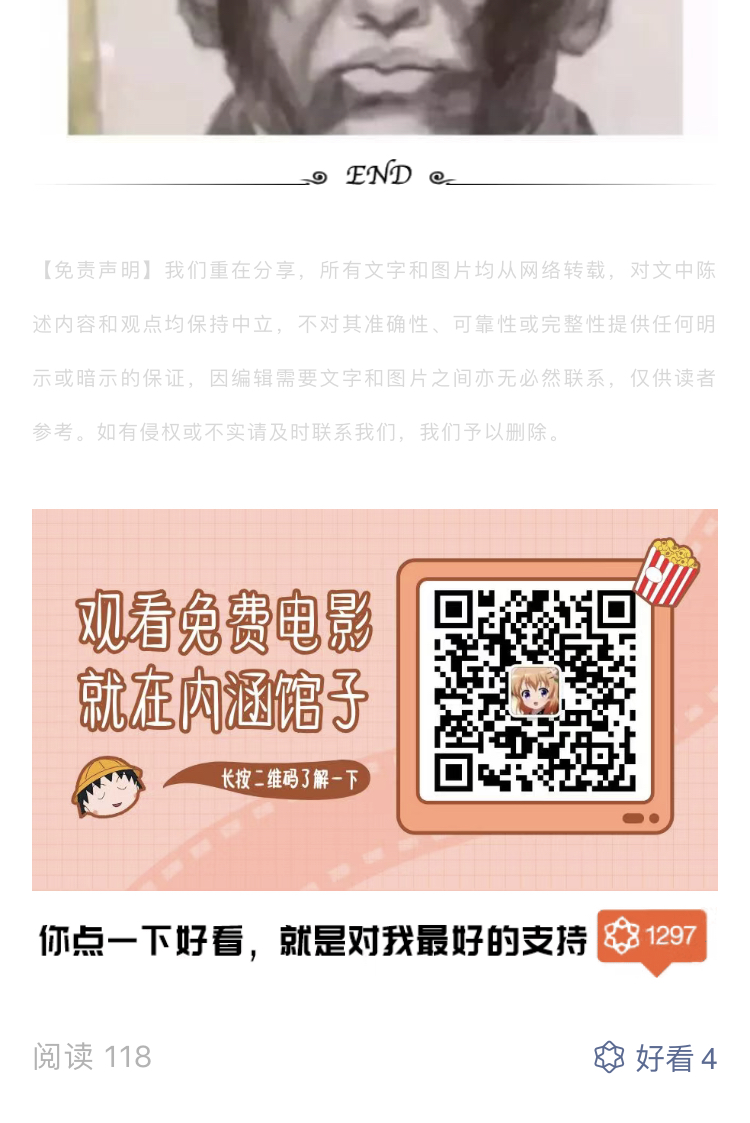 END
【免责声明】我们重在分享，所有文字和图片均从网络转载，对文中陈
述内容和观点均保持中立，不对其准确性、可靠性或完整性提供任何明
示或暗示的保证，因编辑需要文字和图片之间亦无必然联系，仅供读者
参考。如有侵权或不实请及时联系我们，我们予以删除。
观看免费电影
就在内涵馆子
长按二维码了解一下
你点一下好看，就是对我最好的支持
1297
阅读 118
好看 4